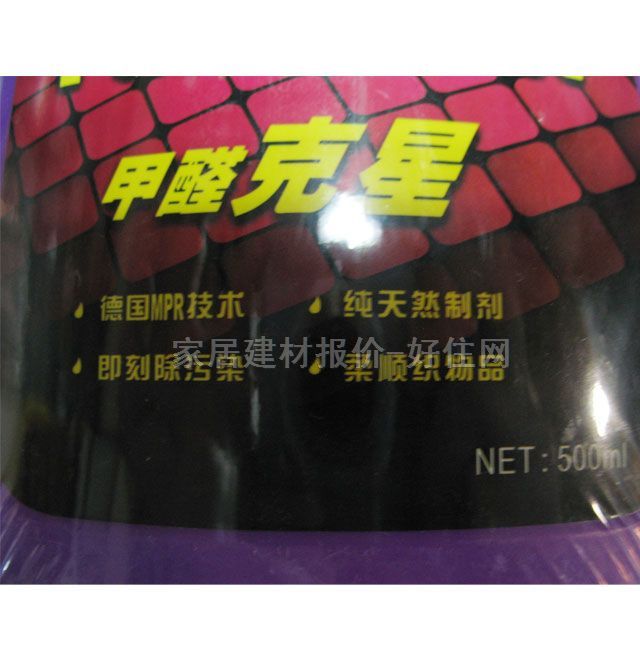 甲醛克星
德国MPR技术 纯天然制剂
即刻除污染 柔顺织物品
家居建材报价-好住网
NET:500ml